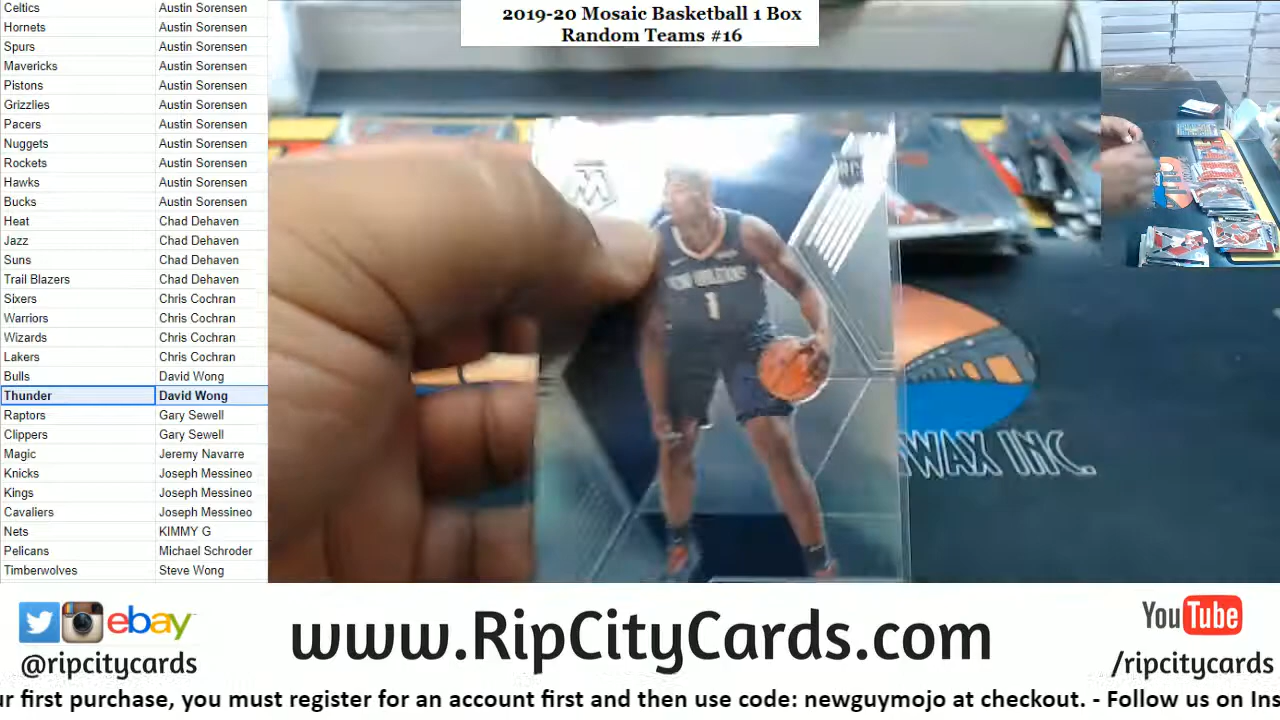 2019-20 Mosaic Basketball 1 Box
Random Teams #16
Celtics Austin Sorensen
Hornets Austin Sorensen
Spurs Austin Sorensen
Mavericks Austin Sorensen
Pistons Austin Sorensen
Grizzlies Austin Sorensen
Pacers Austin Sorensen
Nuggets Austin Sorensen
Rockets Austin Sorensen
Hawks Austin Sorensen
Bucks Austin Sorensen
Heat Chad Dehaven
Jazz Chad Dehaven
Suns Chad Dehaven
Trail Blazers Chad Dehaven
Sixers Chris Cochran
Warriors Chris Cochran
Wizards Chris Cochran
Lakers Chris Cochran
Bulls David Wong
Thunder David Wong
Raptors Gary Sewell
Clippers Gary Sewell
Magic Jeremy Navarre
Knicks Joseph Messineo
Kings Joseph Messineo
Cavaliers Joseph Messineo
Nets KIMMY G
Pelicans Michael Schroder
Timberwolves Steve Wong
RC
NEW ORLEANS
1
WAX INC.
ebay
@ripcitycards
www.RipCityCards.com
YouTube
/ripcitycards
ur first purchase, you must register for an account first and then use code: newguymojo at checkout. - Follow us on Ins